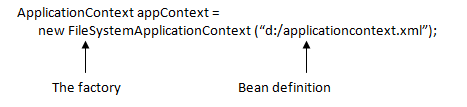 ApplicationContext appContext =
new FileSystemApplicationContext (“d:/applicationcontext.xml”);
The factory Bean definition